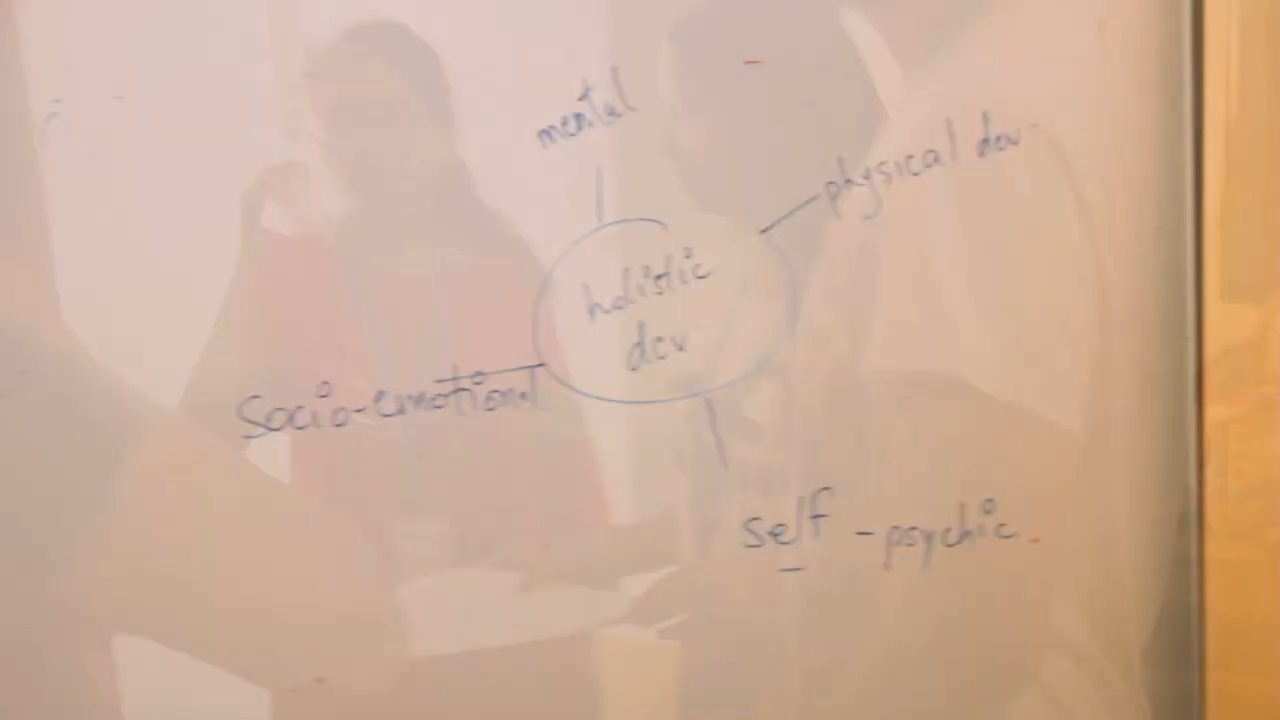 mental
physical dev.
holistic
dev
Socio-emotional
self - psychic